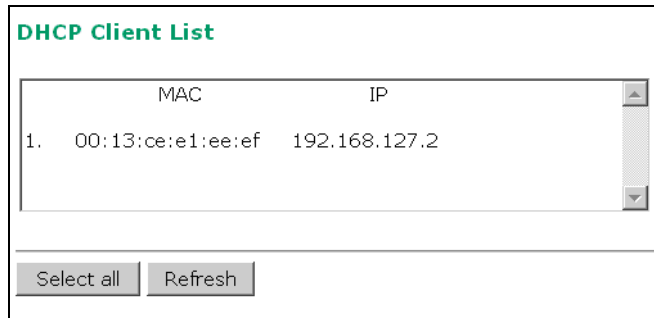 DHCP Client List
MAC IP
1. 00:13:ce:e1:ee:ef 192.168.127.2
Select all Refresh